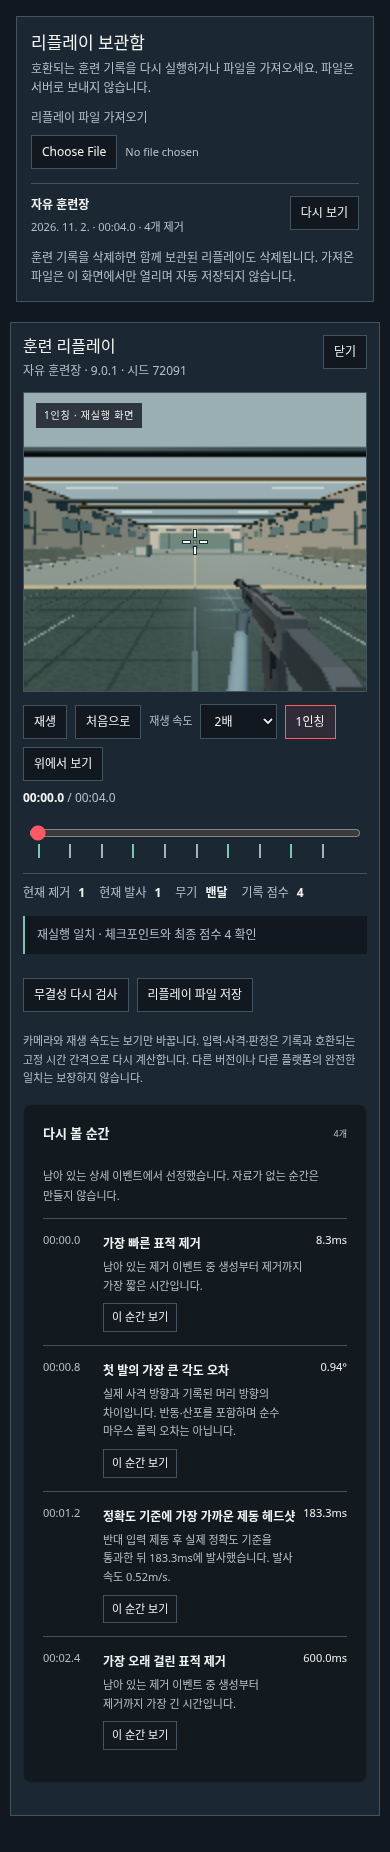 리플레이 보관함
호환되는 훈련 기록을 다시 실행하거나 파일을 가져오세요. 파일은
서버로 보내지 않습니다.
리플레이 파일 가져오기
Choose File No file chosen
자유 훈련장
2026. 11. 2. · 00:04.0 · 4개 제거
다시 보기
훈련 기록을 삭제하면 함께 보관된 리플레이도 삭제됩니다. 가져온
파일은 이 화면에서만 열리며 자동 저장되지 않습니다.
훈련 리플레이
자유 훈련장 · 9.0.1 · 시드 72091
닫기
1인칭 · 재실행 화면
재생 처음으로 재생 속도 2배 1인칭
위에서 보기
00:00.0 / 00:04.0
현재 제거 1 현재 발사 1 무기 밴달 기록 점수 4
재실행 일치 · 체크포인트와 최종 점수 4 확인
무결성 다시 검사 리플레이 파일 저장
카메라와 재생 속도는 보기만 바꿉니다. 입력·사격·판정은 기록과 호환되는
고정 시간 간격으로 다시 계산합니다. 다른 버전이나 다른 플랫폼의 완전한
일치는 보장하지 않습니다.
다시 볼 순간 4개
남아 있는 상세 이벤트에서 선정했습니다. 자료가 없는 순간은
만들지 않습니다.
00:00.0 가장 빠른 표적 제거 8.3ms
남아 있는 제거 이벤트 중 생성부터 제거까지
가장 짧은 시간입니다.
이 순간 보기
00:00.8 첫 발의 가장 큰 각도 오차 0.94°
실제 사격 방향과 기록된 머리 방향의
차이입니다. 반동·산포를 포함하며 순수
마우스 플릭 오차는 아닙니다.
이 순간 보기
00:01.2 정확도 기준에 가장 가까운 제동 헤드샷 183.3ms
반대 입력 제동 후 실제 정확도 기준을
통과한 뒤 183.3ms에 발사했습니다. 발사
속도 0.52m/s.
이 순간 보기
00:02.4 가장 오래 걸린 표적 제거 600.0ms
남아 있는 제거 이벤트 중 생성부터
제거까지 가장 긴 시간입니다.
이 순간 보기